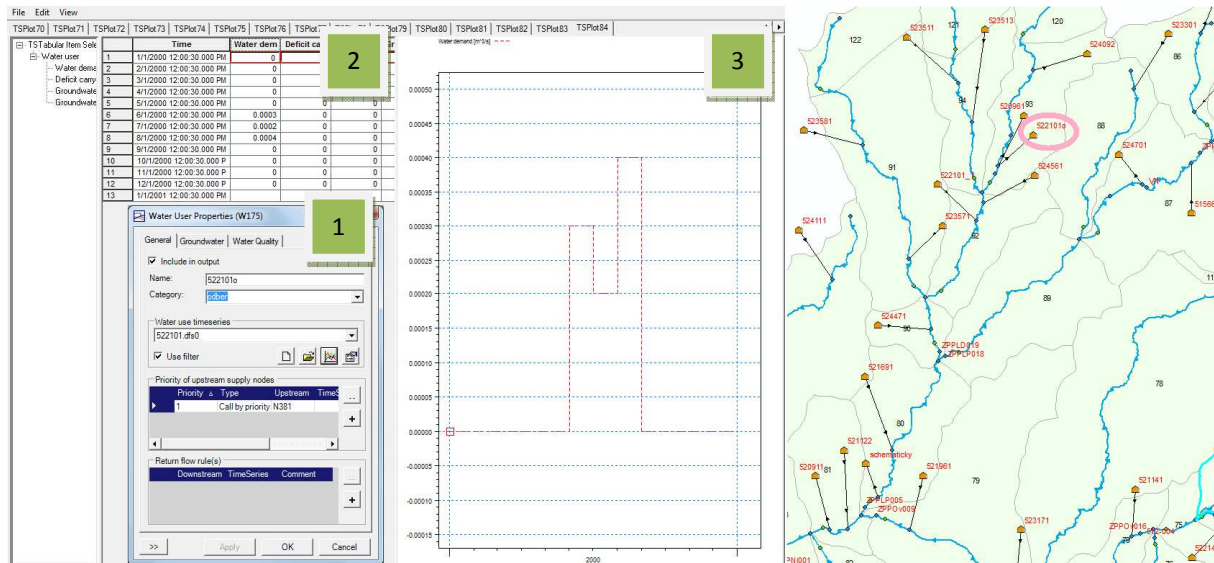 File Edit View
TSPlot70 TSPlot71 TSPlot72 TSPlot73 TSPlot74 TSPlot75 TSPlot76 TSPlot79 TSPlot80 TSPlot81 TSPlot82 TSPlot83 TSPlot84
TSTabular Item Sele
Water user
Water dema
Deficit carry
Groundwate
Groundwate
Time Water dem Deficit ca
1 1/1/2000 12:00:30.000 PM 0
2 2/1/2000 12:00:30.000 PM 0
3 3/1/2000 12:00:30.000 PM 0
4 4/1/2000 12:00:30.000 PM 0
5 5/1/2000 12:00:30.000 PM 0 0 0
6 6/1/2000 12:00:30.000 PM 0.0003 0 0
7 7/1/2000 12:00:30.000 PM 0.0002 0 0
8 8/1/2000 12:00:30.000 PM 0.0004 0 0
9 9/1/2000 12:00:30.000 PM 0 0 0
10 10/1/2000 12:00:30.000 P 0 0 0
11 11/1/2000 12:00:30.000 P 0 0 0
12 12/1/2000 12:00:30.000 P 0 0 0
13 1/1/2001 12:00:30.000 PM
2
Water User Properties (W175)
1
General Groundwater Water Quality
Include in output
Name: 522101o
Category: odber
Water use timeseries
522101.dfs0
Use filter
Priority of upstream supply nodes
Priority Type Upstream TimeS
1 Call by priority N381
Return flow rule(s)
Downstream TimeSeries Comment
>> Apply OK Cancel
Water demand [m^3/s]
3
0.00050
0.00045
0.00040
0.00035
0.00030
0.00025
0.00020
0.00015
0.00010
0.00005
0.00000
-0.00005
-0.00010
-0.00015
2000
122
523511
121
523513
120
524092
523301
86
94
520961
93
522101o
88
523581
91
524701
524561
522101_
87
51566
523571
92
524111
89
524471
90
ZPPLD019
ZPPLP018
521691
78
80
521122
schematicky
520911
81
521961
79
521141
ZPPLP005
ZPPOv009
523171
ZPPOv016
75
82